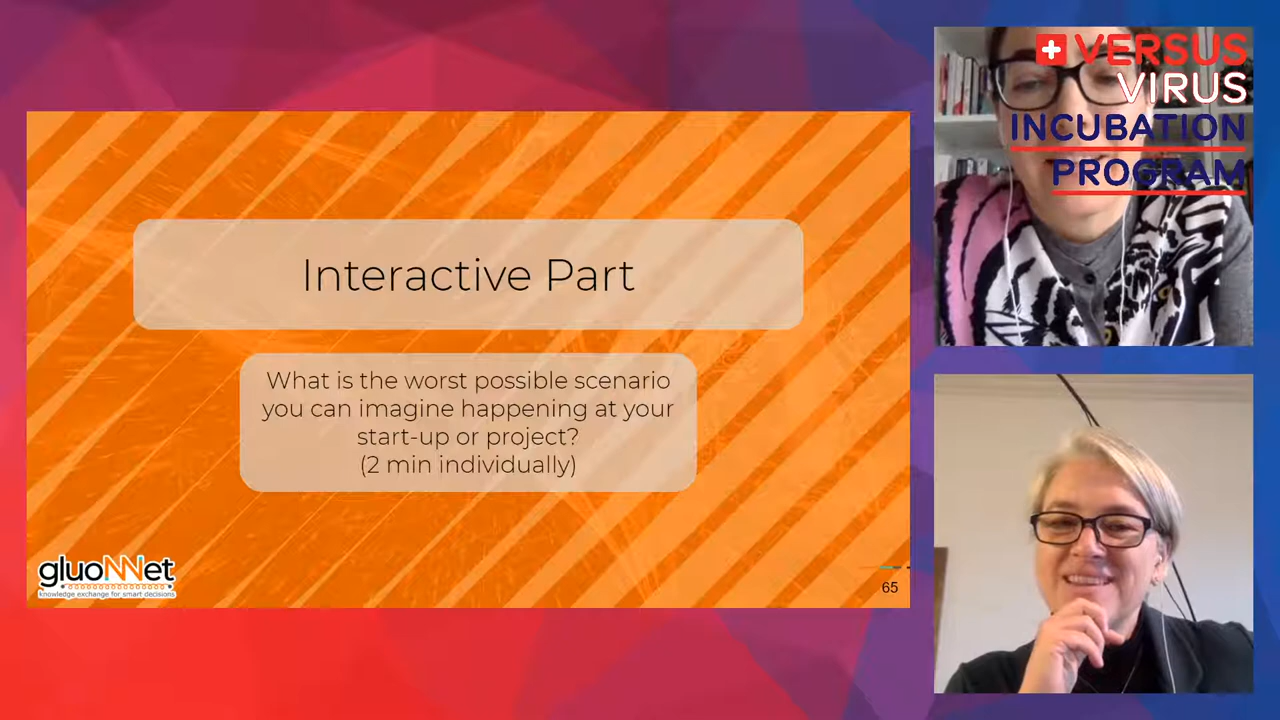 Interactive Part
What is the worst possible scenario
you can imagine happening at your
start-up or project?
(2 min individually)
gluoNNet
knowledge exchange for smart decisions
65
VERSUS
VIRUS
INCUBATION
PROGRAM